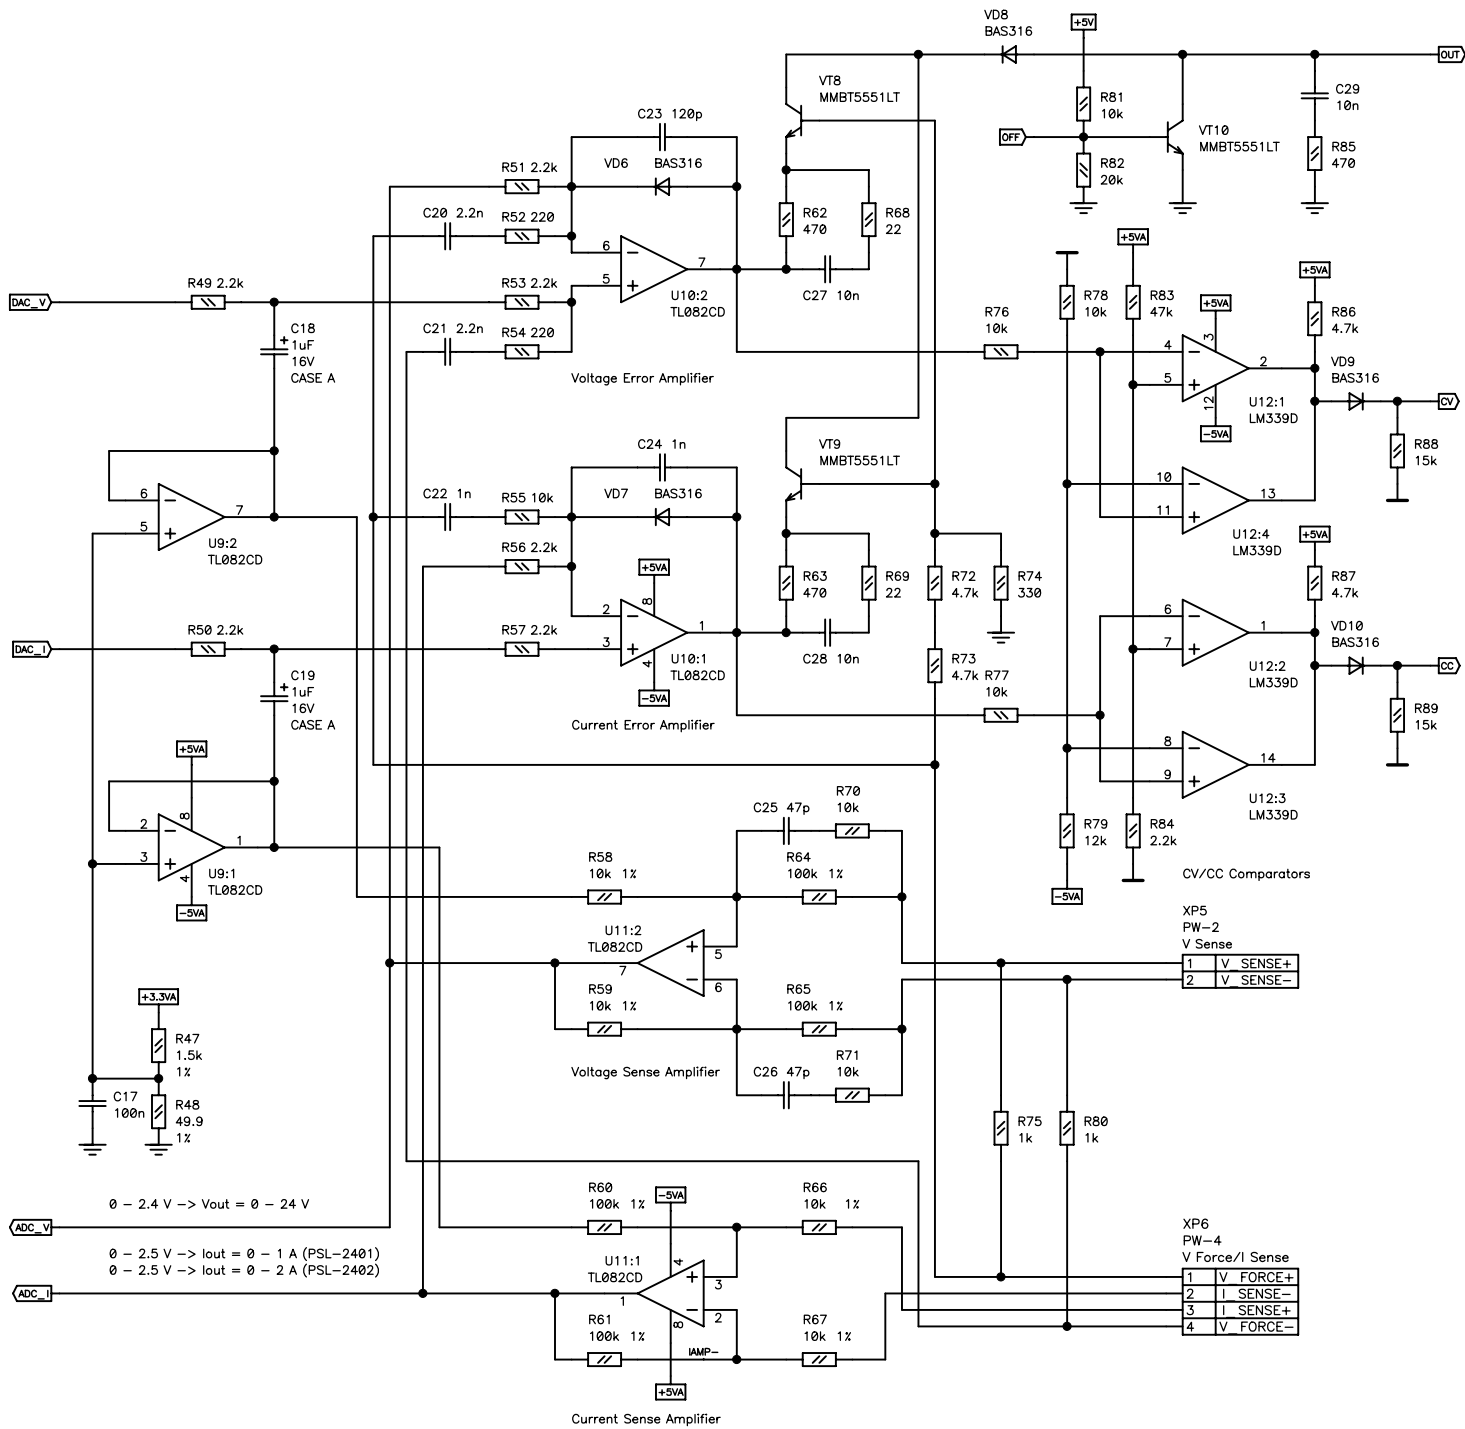 VD8
BAS316
+5V
OUT
VT8
MMBT5551LT
R81
10k
C29
10n
C23 120p
OFF
VT10
MMBT5551LT
R51 2.2k
VD6 BAS316
R82
20k
R85
470
C20 2.2n
R52 220
R62
470
R68
22
6
7
5
U10:2
TL082CD
C27 10n
+5VA
+5VA
DAC_V
R49 2.2k
R53 2.2k
C18
+
1uF
16V
CASE A
C21 2.2n
R54 220
Voltage Error Amplifier
R76
10k
R78
10k
R83
47k
+5VA
R86
4.7k
4
3
2
5
12
-5VA
U12:1
LM339D
VD9
BAS316
CV
R88
15k
C24 1n
VT9
MMBT5551LT
C22 1n
R55 10k
VD7 BAS316
10
13
11
U12:4
LM339D
6
7
5
U9:2
TL082CD
R56 2.2k
+5VA
R63
470
R69
22
R72
4.7k
R74
330
+5VA
R87
4.7k
2
8
1
3
4
-5VA
U10:1
TL082CD
C28 10n
6
1
7
U12:2
LM339D
VD10
BAS316
CC
DAC_I
R50 2.2k
R57 2.2k
R73
4.7k
R77
10k
C19
+
1uF
16V
CASE A
Current Error Amplifier
R89
15k
8
14
9
U12:3
LM339D
+5VA
2
8
1
3
4
U9:1
TL082CD
-5VA
C25 47p
R70
10k
R79
12k
R84
2.2k
-5VA
CV/CC Comparators
R58
10k 1%
R64
100k 1%
U11:2
TL082CD
5
7
6
XP5
PW-2
V Sense
1 V_SENSE+
2 V_SENSE-
R59
10k 1%
R65
100k 1%
+3.3VA
R47
1.5k
1%
Voltage Sense Amplifier
C26 47p
R71
10k
C17
100n
R48
49.9
1%
R75
1k
R80
1k
0 - 2.4 V -> Vout = 0 - 24 V
ADC_V
R60
100k 1%
-5VA
R66
10k 1%
0 - 2.5 V -> Iout = 0 - 1 A (PSL-2401)
0 - 2.5 V -> Iout = 0 - 2 A (PSL-2402)
ADC_I
U11:1
TL082CD
4
3
1
2
8
XP6
PW-4
V Force/I Sense
1 V_FORCE+
2 I_SENSE-
3 I_SENSE+
4 V_FORCE-
R61
100k 1%
IAMP-
R67
10k 1%
+5VA
Current Sense Amplifier